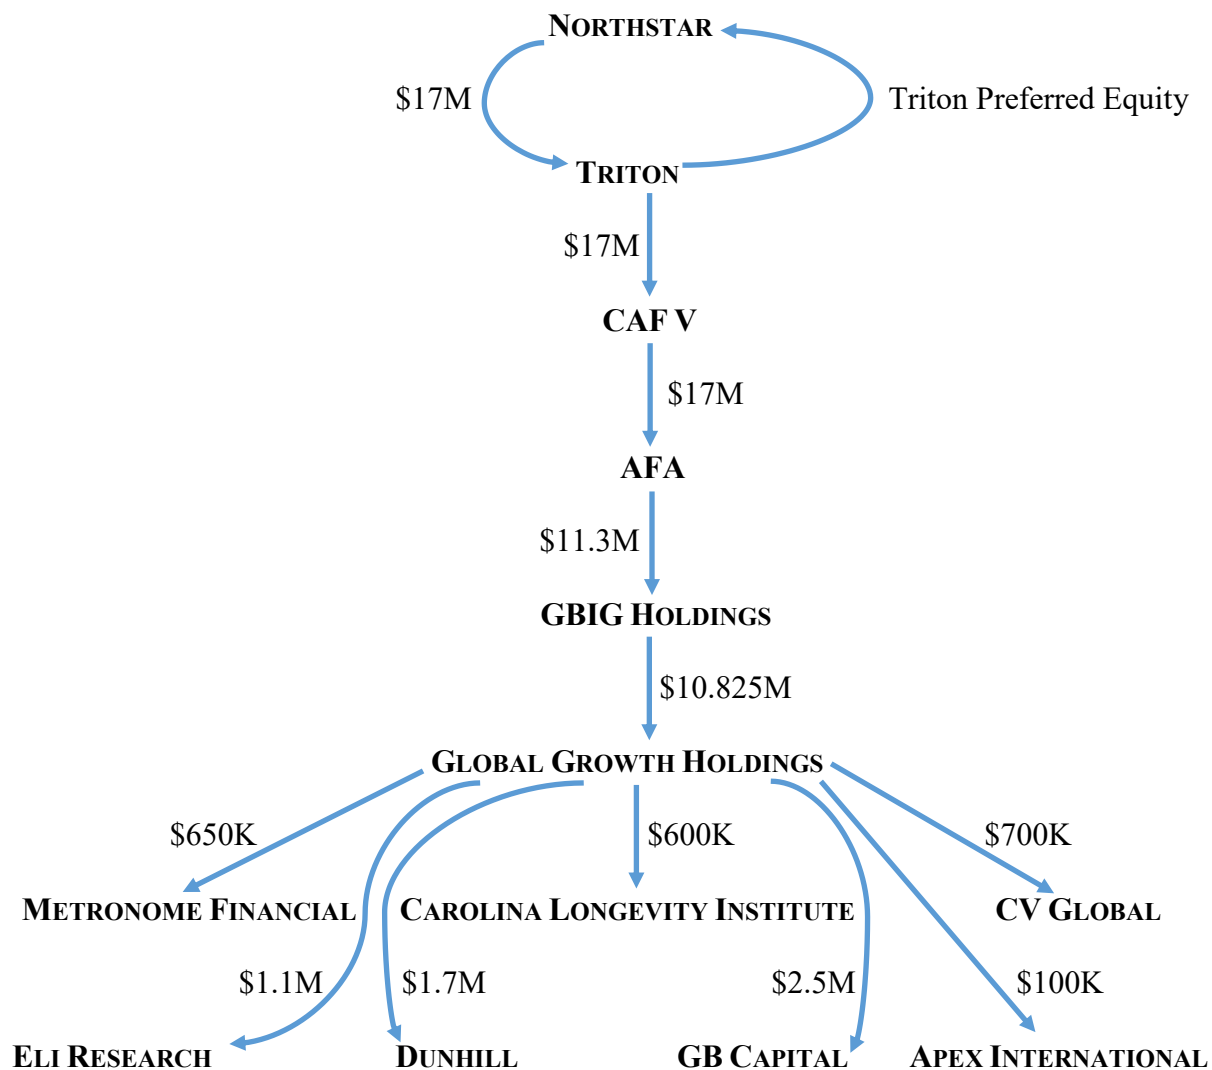 NORTHSTAR
$17M
Triton Preferred Equity
TRITON
$17M
CAF V
$17M
AFA
$11.3M
GBIG HOLDINGS
$10.825M
GLOBAL GROWTH HOLDINGS
$650K
$600K
$700K
METRONOME FINANCIAL
CAROLINA LONGEVITY INSTITUTE
CV GLOBAL
$1.1M
$1.7M
$2.5M
$100K
ELI RESEARCH
DUNHILL
GB CAPITAL
APEX INTERNATIONAL